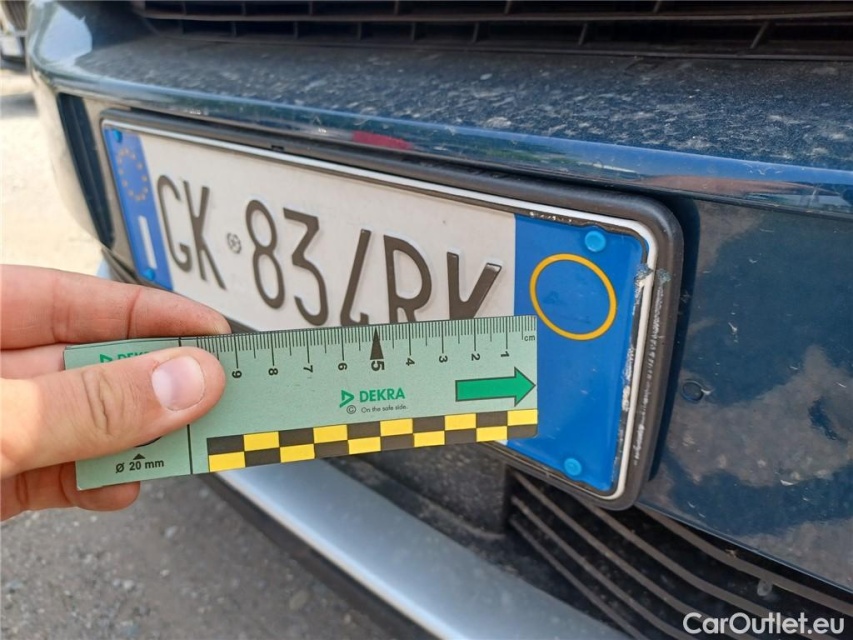 GK 834RK
DEKRA
cm
9 8 7 6 5 4 3 2 1
DEKRA
© On the safe side.
Ø 20 mm
CarOutlet.eu